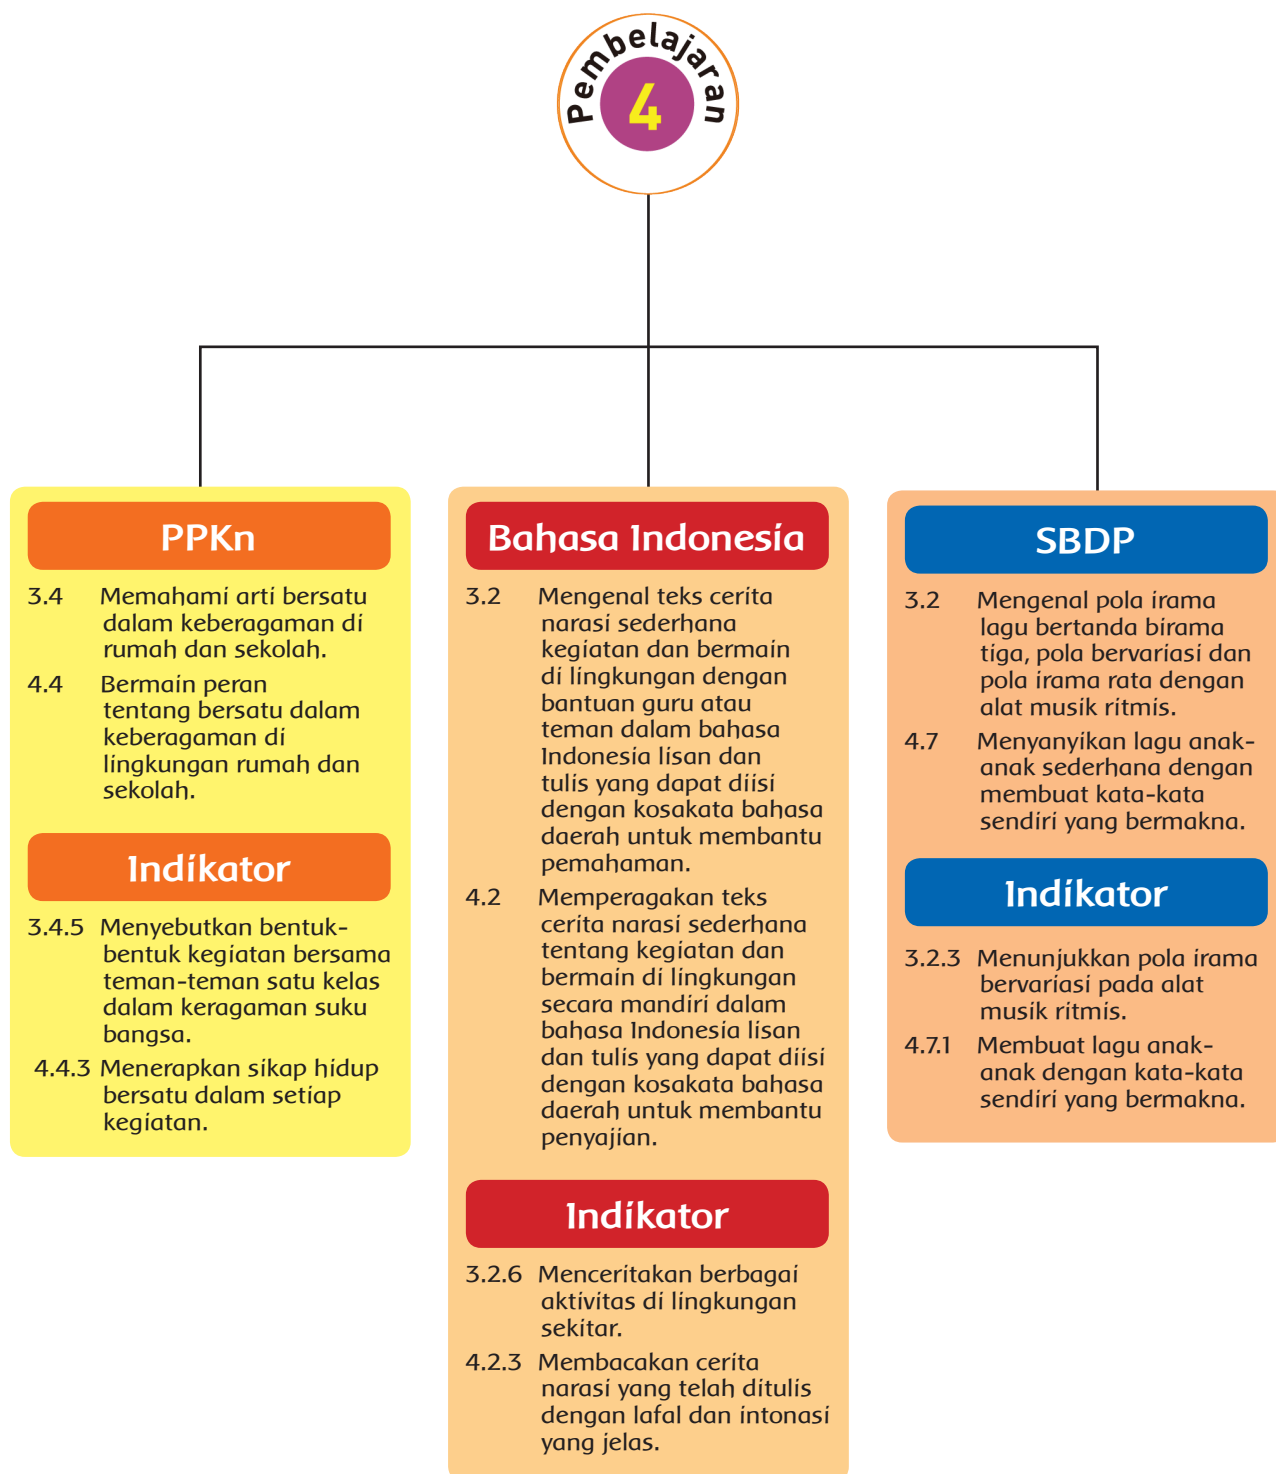 Pembelajaran
4
PPKn
3.4 Memahami arti bersatu
dalam keberagaman di
rumah dan sekolah.
4.4 Bermain peran
tentang bersatu dalam
keberagaman di
lingkungan rumah dan
sekolah.
Indikator
3.4.5 Menyebutkan bentuk-
bentuk kegiatan bersama
teman-teman satu kelas
dalam keragaman suku
bangsa.
4.4.3 Menerapkan sikap hidup
bersatu dalam setiap
kegiatan.
Bahasa Indonesia
3.2 Mengenal teks cerita
narasi sederhana
kegiatan dan bermain
di lingkungan dengan
bantuan guru atau
teman dalam bahasa
Indonesia lisan dan
tulis yang dapat diisi
dengan kosakata bahasa
daerah untuk membantu
pemahaman.
4.2 Memperagakan teks
cerita narasi sederhana
tentang kegiatan dan
bermain di lingkungan
secara mandiri dalam
bahasa Indonesia lisan
dan tulis yang dapat diisi
dengan kosakata bahasa
daerah untuk membantu
penyajian.
Indikator
3.2.6 Menceritakan berbagai
aktivitas di lingkungan
sekitar.
4.2.3 Membacakan cerita
narasi yang telah ditulis
dengan lafal dan intonasi
yang jelas.
SBDP
3.2 Mengenal pola irama
lagu bertanda birama
tiga, pola bervariasi dan
pola irama rata dengan
alat musik ritmis.
4.7 Menyanyikan lagu anak-
anak sederhana dengan
membuat kata-kata
sendiri yang bermakna.
Indikator
3.2.3 Menunjukkan pola irama
bervariasi pada alat
musik ritmis.
4.7.1 Membuat lagu anak-
anak dengan kata-kata
sendiri yang bermakna.